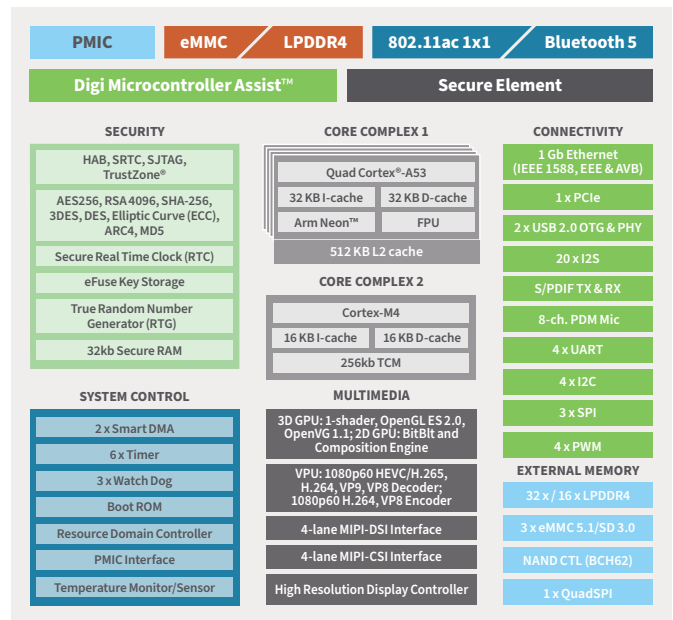 PMIC
eMMC
LPDDR4
802.11ac 1x1
Bluetooth 5
Digi Microcontroller Assist™
Secure Element
SECURITY
HAB, SRTC, SJTAG,
TrustZone®
AES256, RSA 4096, SHA-256,
3DES, DES, Elliptic Curve (ECC),
ARC4, MD5
Secure Real Time Clock (RTC)
eFuse Key Storage
True Random Number
Generator (RTG)
32kb Secure RAM
SYSTEM CONTROL
2 x Smart DMA
6 x Timer
3 x Watch Dog
Boot ROM
Resource Domain Controller
PMIC Interface
Temperature Monitor/Sensor
CORE COMPLEX 1
Quad Cortex®-A53
32 KB I-cache
32 KB D-cache
Arm Neon™
FPU
512 KB L2 cache
CORE COMPLEX 2
Cortex-M4
16 KB I-cache
16 KB D-cache
256kb TCM
MULTIMEDIA
3D GPU: 1-shader, OpenGL ES 2.0,
OpenVG 1.1; 2D GPU: BitBlt and
Composition Engine
VPU: 1080p60 HEVC/H.265,
H.264, VP9, VP8 Decoder;
1080p60 H.264, VP8 Encoder
4-lane MIPI-DSI Interface
4-lane MIPI-CSI Interface
High Resolution Display Controller
CONNECTIVITY
1 Gb Ethernet
(IEEE 1588, EEE & AVB)
1 x PCIe
2 x USB 2.0 OTG & PHY
20 x I2S
S/PDIF TX & RX
8-ch. PDM Mic
4 x UART
4 x I2C
3 x SPI
4 x PWM
EXTERNAL MEMORY
32 x / 16 x LPDDR4
3 x eMMC 5.1/SD 3.0
NAND CTL (BCH62)
1 x QuadSPI